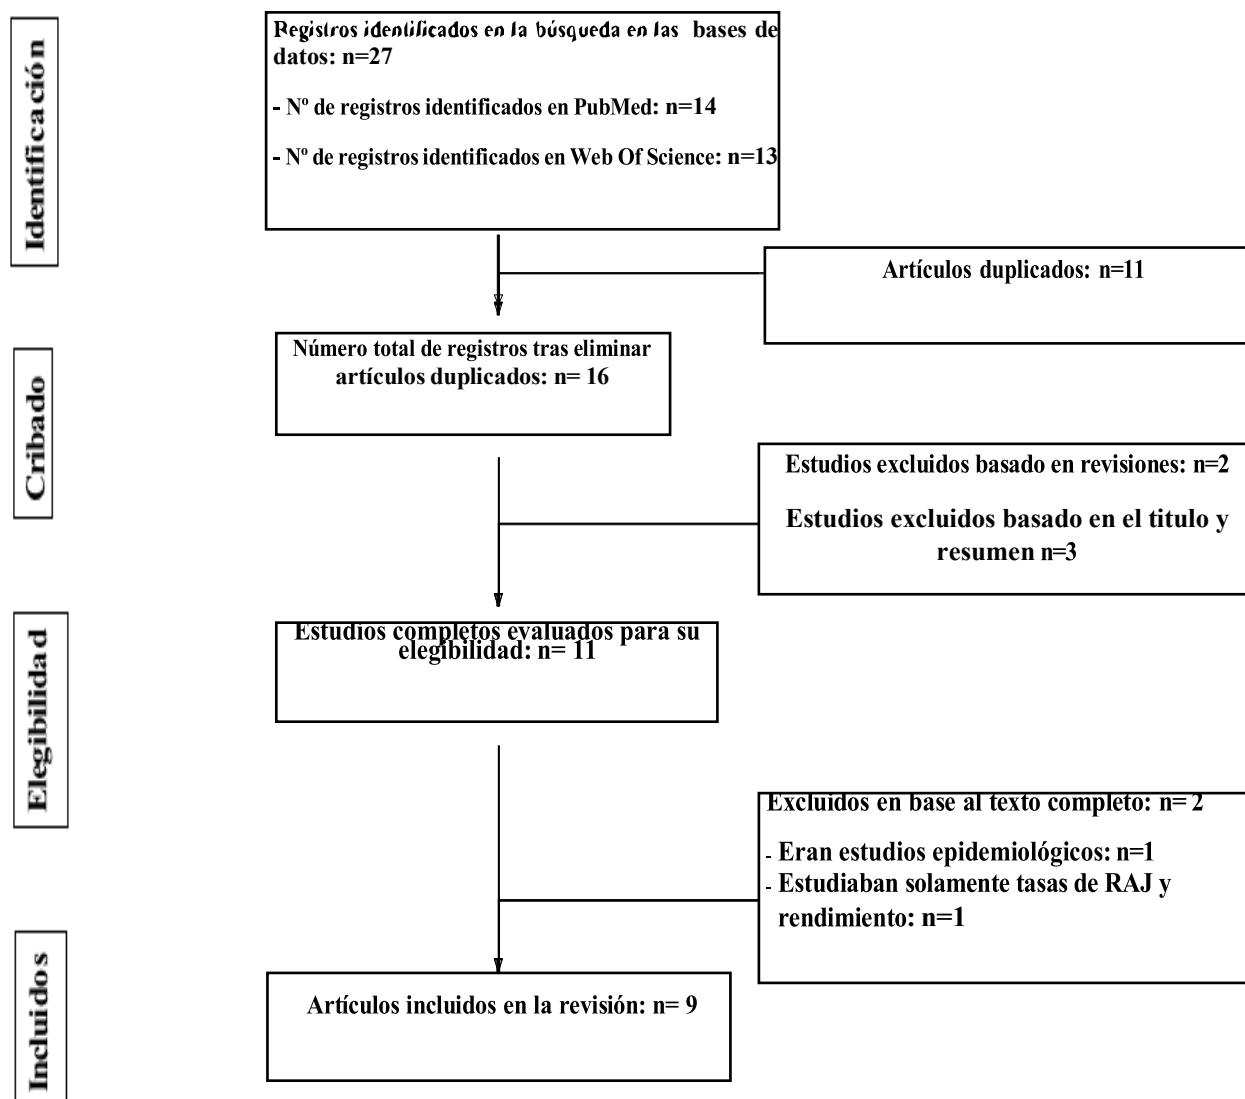 Identificación
Registros identificados en la búsqueda en las bases de
datos: n=27
- Nº de registros identificados en PubMed: n=14
- Nº de registros identificados en Web Of Science: n=13
Artículos duplicados: n=11
Cribado
Número total de registros tras eliminar
artículos duplicados: n= 16
Estudios excluidos basado en revisiones: n=2
Estudios excluidos basado en el titulo y
resumen n=3
Elegibilidad
Estudios completos evaluados para su
elegibilidad: n= 11
Excluidos en base al texto completo: n= 2
- Eran estudios epidemiológicos: n=1
- Estudiaban solamente tasas de RAJ y
rendimiento: n=1
Incluidos
Artículos incluidos en la revisión: n= 9